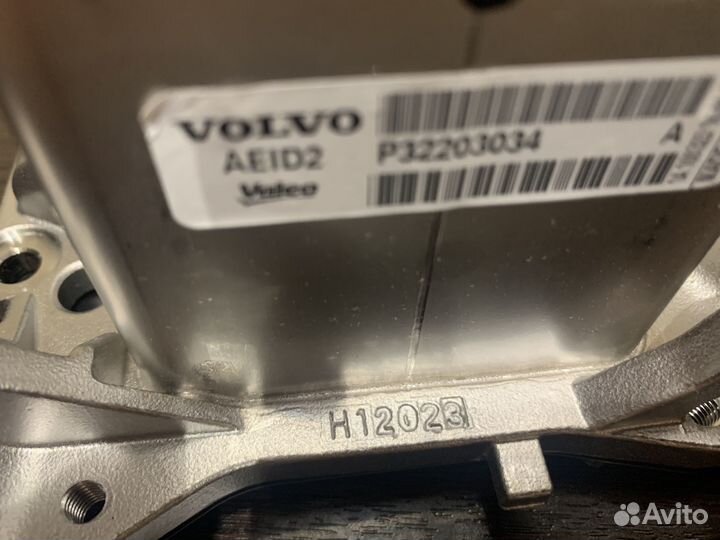 VOLVO
AEID2
Valeo
P32203034 A
H12023
Avito